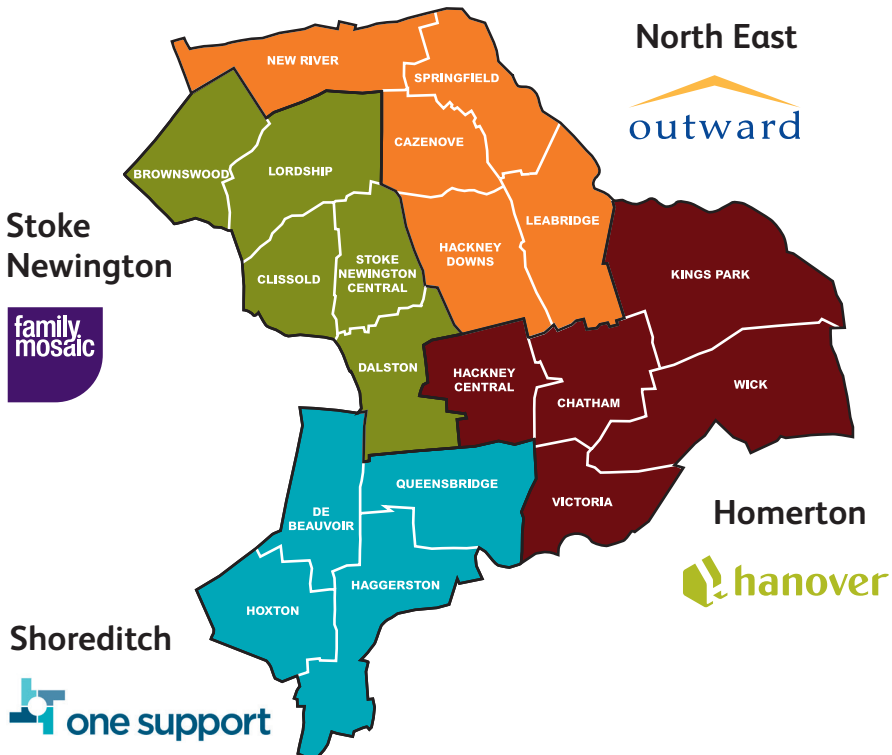 North East
outward
NEW RIVER
SPRINGFIELD
CAZENOVE
BROWNSWOOD
LORDSHIP
LEABRIDGE
Stoke
Newington
family
mosaic
CLISSOLD
STOKE
NEWINGTON
CENTRAL
HACKNEY
DOWNS
KINGS PARK
DALSTON
HACKNEY
CENTRAL
CHATHAM
WICK
QUEENSBRIDGE
DE
BEAUVOIR
VICTORIA
Homerton
hanover
HAGGERSTON
HOXTON
Shoreditch
one support